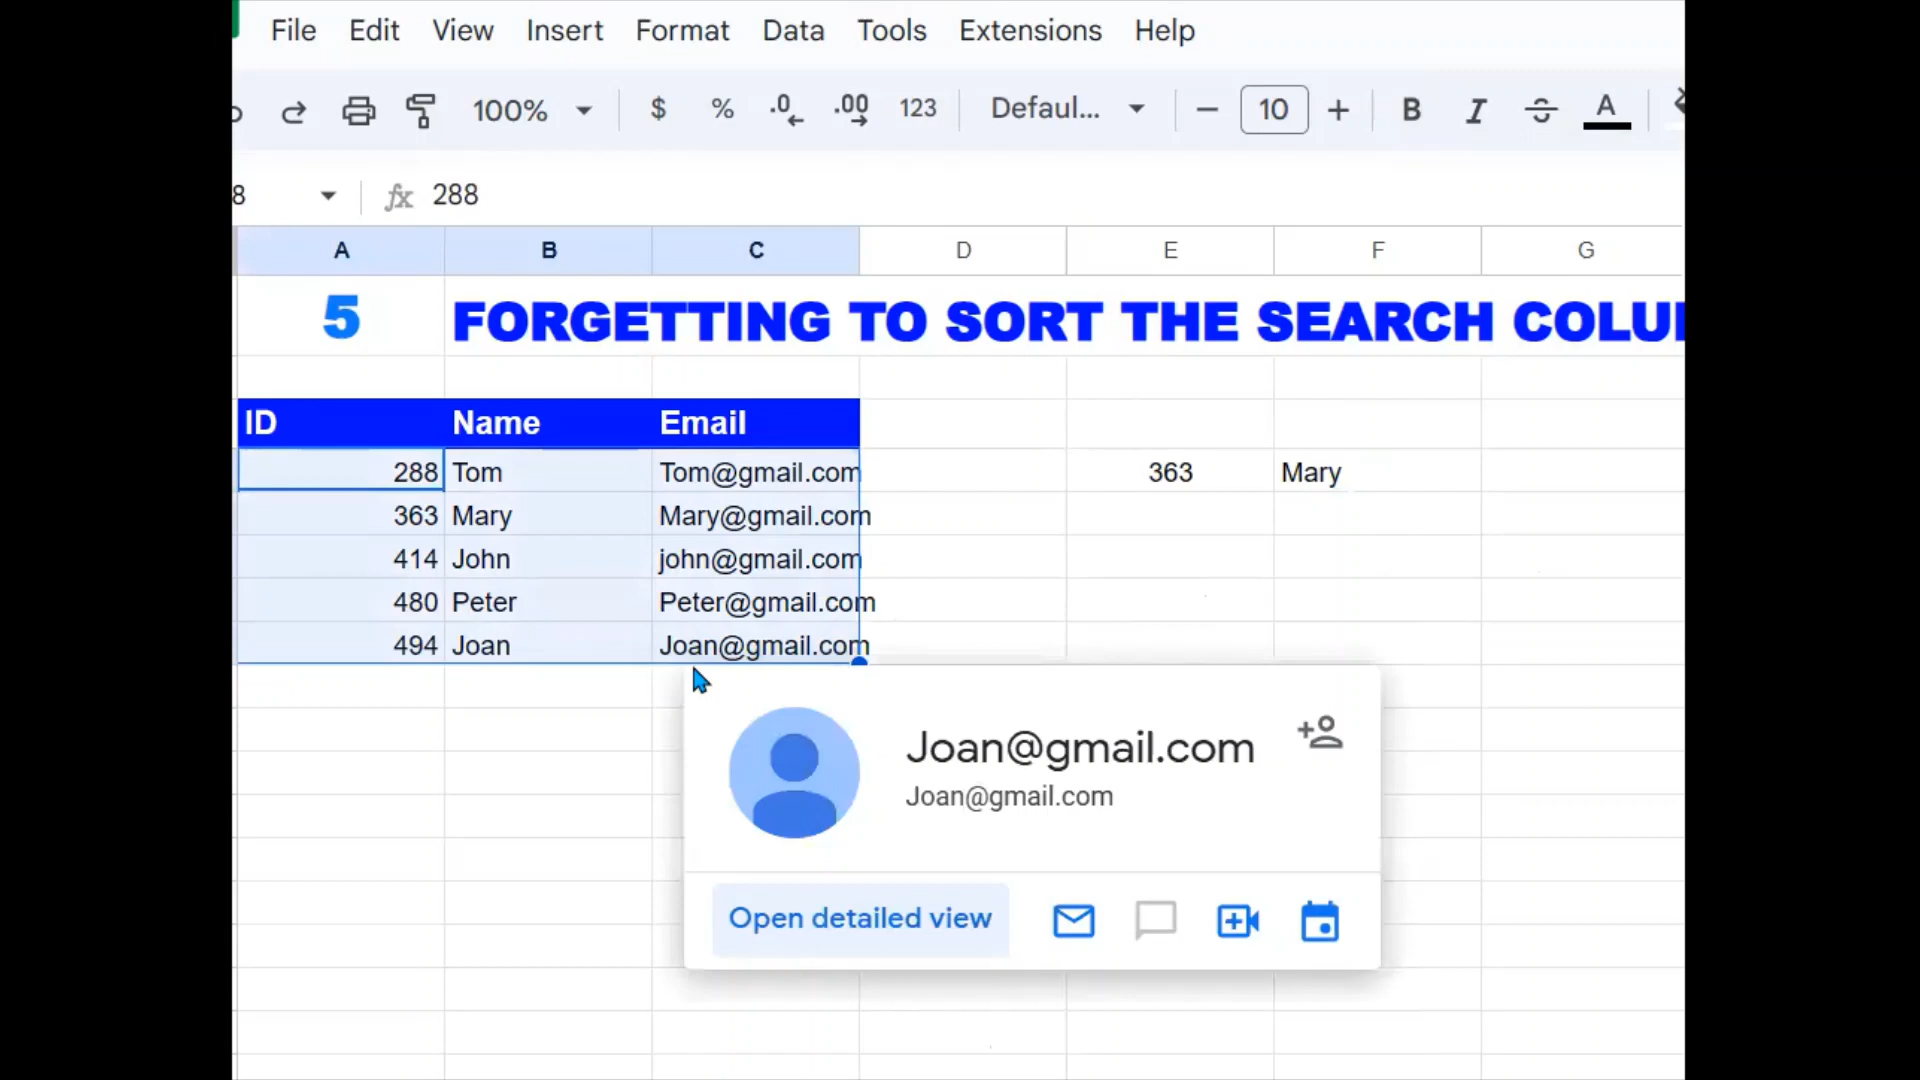 File Edit View Insert Format Data Tools Extensions Help
100% $ % .0 .00 123 Defaul... − 10 + B I S A
8 fx 288
A B C D E F G
5 FORGETTING TO SORT THE SEARCH COLU
ID Name Email
288 Tom Tom@gmail.com 363 Mary
363 Mary Mary@gmail.com
414 John john@gmail.com
480 Peter Peter@gmail.com
494 Joan Joan@gmail.com
Joan@gmail.com
Joan@gmail.com
Open detailed view